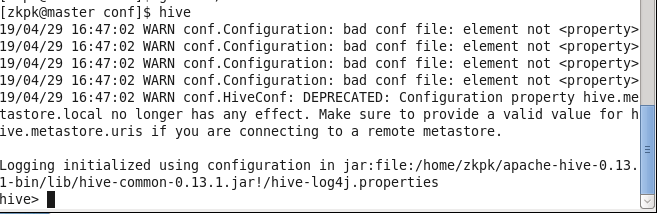 [zkpk@master conf]$ hive
19/04/29 16:47:02 WARN conf.Configuration: bad conf file: element not <property>
19/04/29 16:47:02 WARN conf.Configuration: bad conf file: element not <property>
19/04/29 16:47:02 WARN conf.Configuration: bad conf file: element not <property>
19/04/29 16:47:02 WARN conf.Configuration: bad conf file: element not <property>
19/04/29 16:47:02 WARN conf.HiveConf: DEPRECATED: Configuration property hive.me
tastore.local no longer has any effect. Make sure to provide a valid value for h
ive.metastore.uris if you are connecting to a remote metastore.
Logging initialized using configuration in jar:file:/home/zkpk/apache-hive-0.13.
1-bin/lib/hive-common-0.13.1.jar!/hive-log4j.properties
hive>